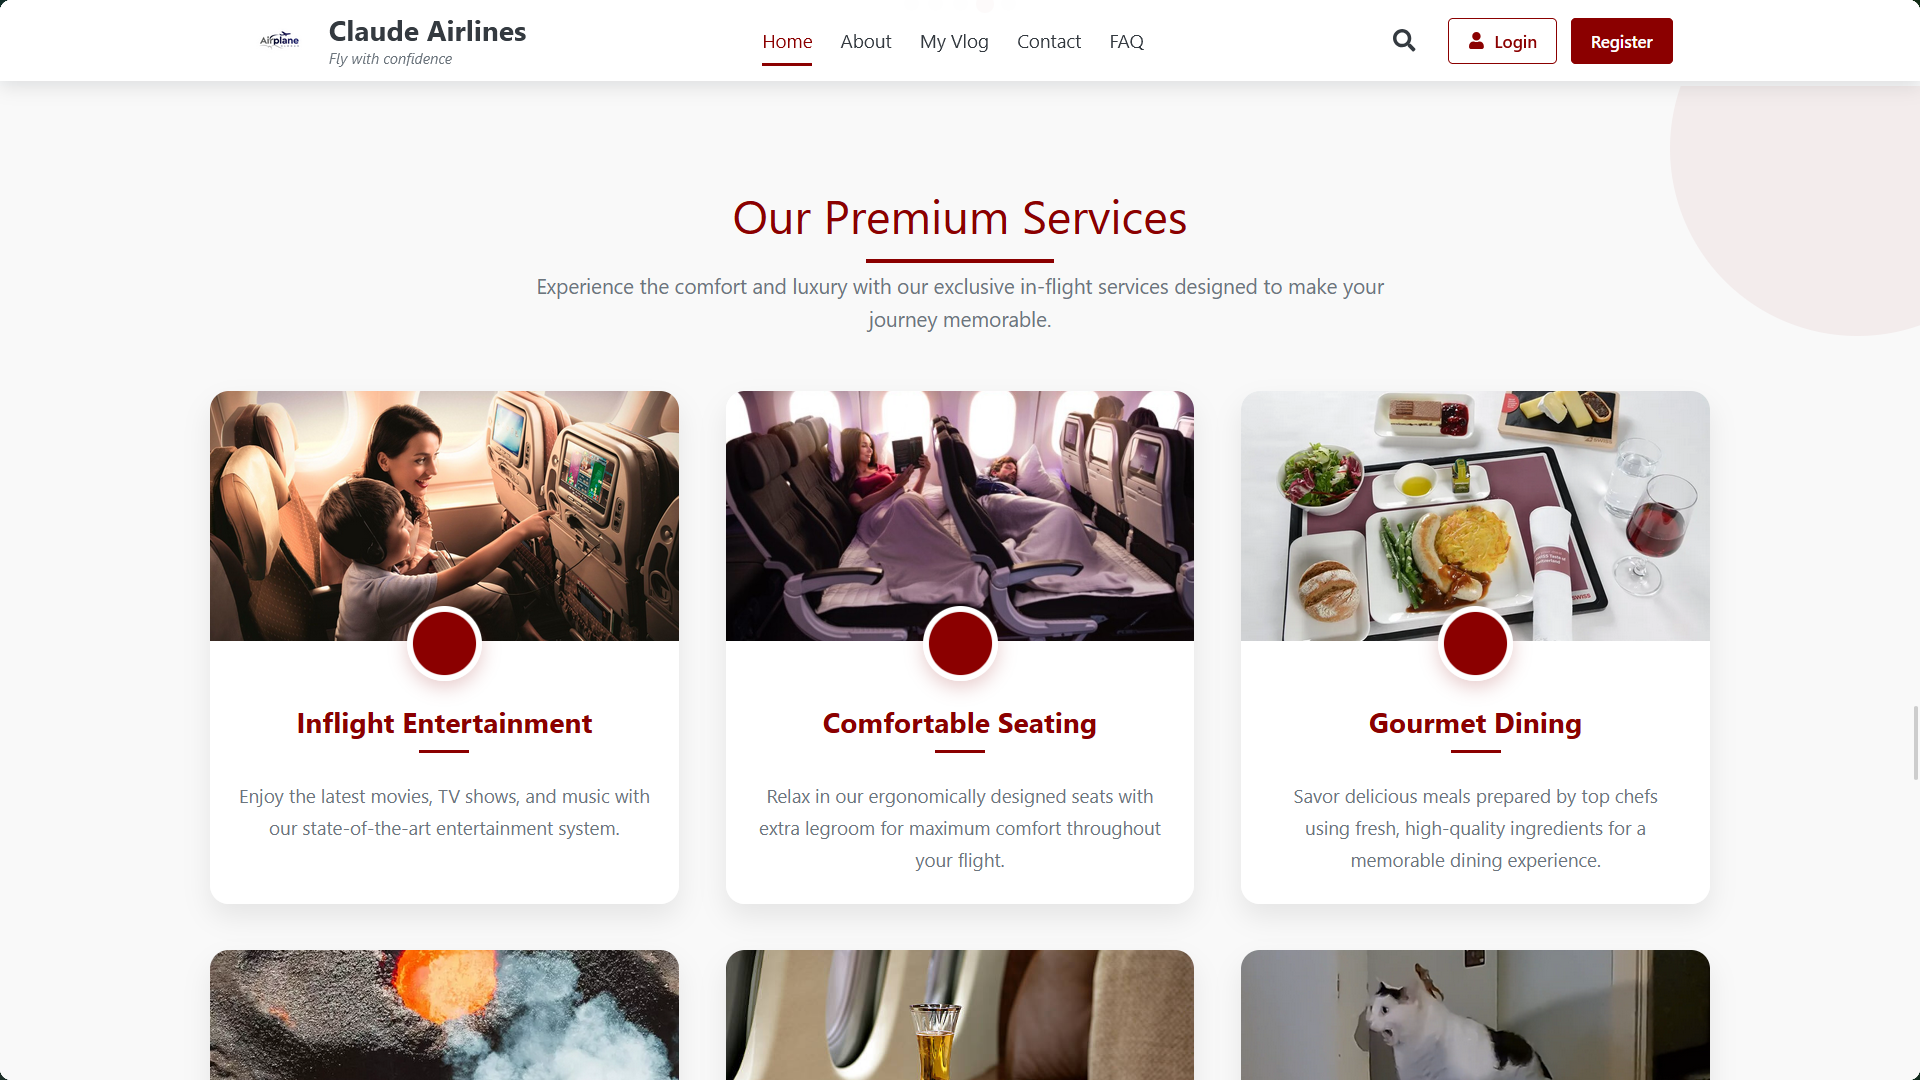 Airplane
Claude Airlines
Fly with confidence
Home About My Vlog Contact FAQ
Login
Register
Our Premium Services
Experience the comfort and luxury with our exclusive in-flight services designed to make your
journey memorable.
SWISS
Inflight Entertainment
Enjoy the latest movies, TV shows, and music with
our state-of-the-art entertainment system.
Comfortable Seating
Relax in our ergonomically designed seats with
extra legroom for maximum comfort throughout
your flight.
Gourmet Dining
Savor delicious meals prepared by top chefs
using fresh, high-quality ingredients for a
memorable dining experience.